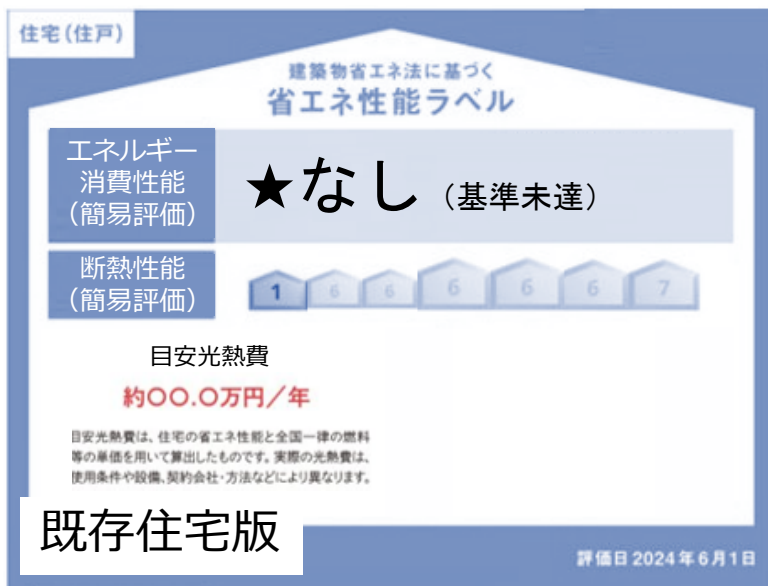 住宅(住戸)
建築物省エネ法に基づく
省エネ性能ラベル
エネルギー
消費性能
(簡易評価)
★なし(基準未達)
断熱性能
(簡易評価)
1 6 6 6 6 6 7
目安光熱費
約〇〇.〇万円/年
目安光熱費は、住宅の省エネ性能と全国一律の燃料
等の単価を用いて算出したものです。実際の光熱費は、
使用条件や設備、契約会社・方法などにより異なります。
既存住宅版
評価日 2024年6月1日